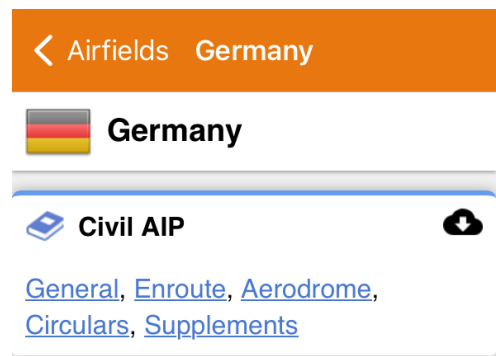 Airfields Germany
Germany
Civil AIP
General, Enroute, Aerodrome,
Circulars, Supplements